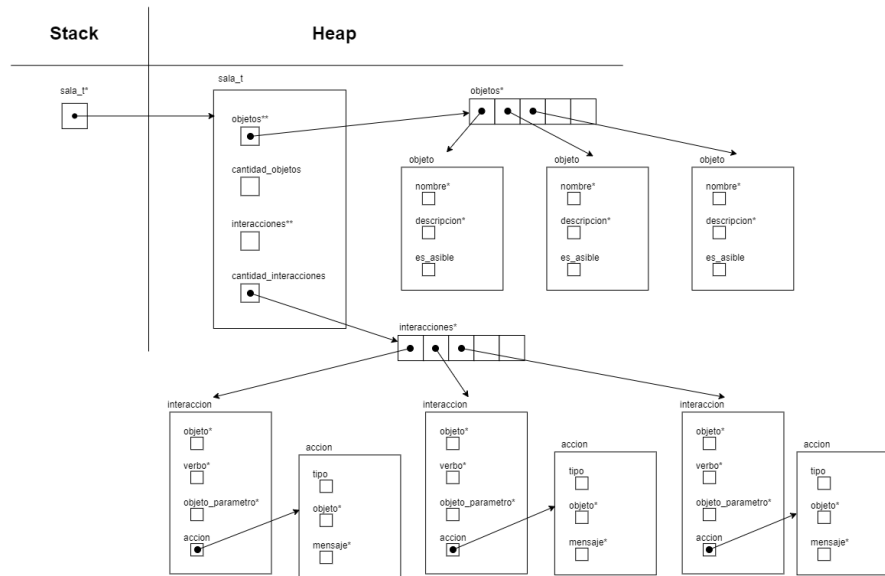 Stack
Heap
sala_t*
sala_t
objetos**
cantidad_objetos
interacciones**
cantidad_interacciones
objetos*
objeto
nombre*
descripcion*
es_asible
objeto
nombre*
descripcion*
es_asible
objeto
nombre*
descripcion*
es_asible
interacciones*
interaccion
objeto*
verbo*
objeto_parametro*
accion
accion
tipo
objeto*
mensaje*
interaccion
objeto*
verbo*
objeto_parametro*
accion
accion
tipo
objeto*
mensaje*
interaccion
objeto*
verbo*
objeto_parametro*
accion
accion
tipo
objeto*
mensaje*